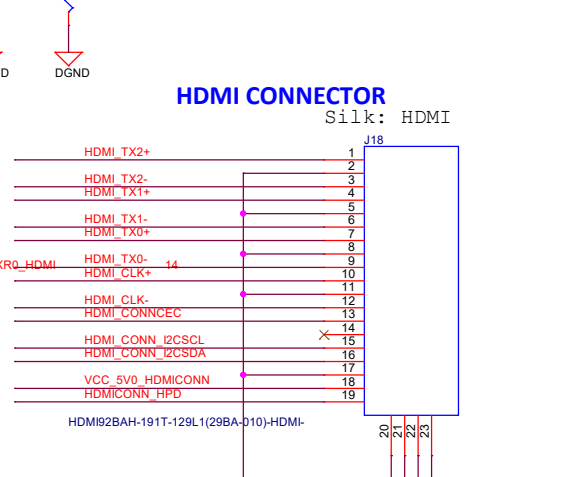 D
DGND
HDMI CONNECTOR
Silk: HDMI
J18
HDMI_TX2+
1
2
HDMI_TX2-
3
HDMI_TX1+
4
5
HDMI_TX1-
6
HDMI_TX0+
7
8
XR0_HDMI HDMI_TX0- 14
9
HDMI_CLK+
10
11
HDMI_CLK-
12
HDMI_CONNCEC
13
14
HDMI_CONN_I2CSCL
15
HDMI_CONN_I2CSDA
16
17
VCC_5V0_HDMICONN
18
HDMICONN_HPD
19
HDMI92BAH-191T-129L1(29BA-010)-HDMI-
20
21
22
23